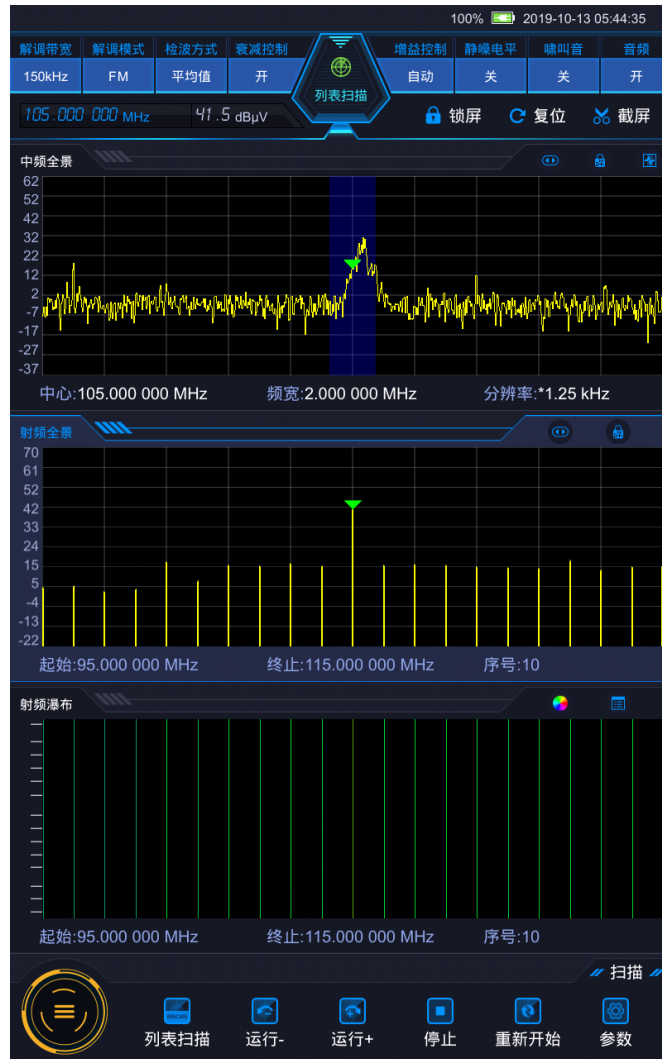 100% 2019-10-13 05:44:35
解调带宽 解调模式 检波方式 衰减控制 增益控制 静噪电平 啸叫音 音频
150kHz FM 平均值 开 自动 关 关 开
列表扫描
105.000 000 MHz 41.5 dBµV 锁屏 复位 截屏
中频全景
62
52
42
32
22
12
2
-7
-17
-27
-37
中心:105.000 000 MHz 频宽:2.000 000 MHz 分辨率:*1.25 kHz
射频全景
70
61
52
42
33
24
15
5
-4
-13
-22
起始:95.000 000 MHz 终止:115.000 000 MHz 序号:10
射频瀑布
起始:95.000 000 MHz 终止:115.000 000 MHz 序号:10
扫描
列表扫描 运行- 运行+ 停止 重新开始 参数